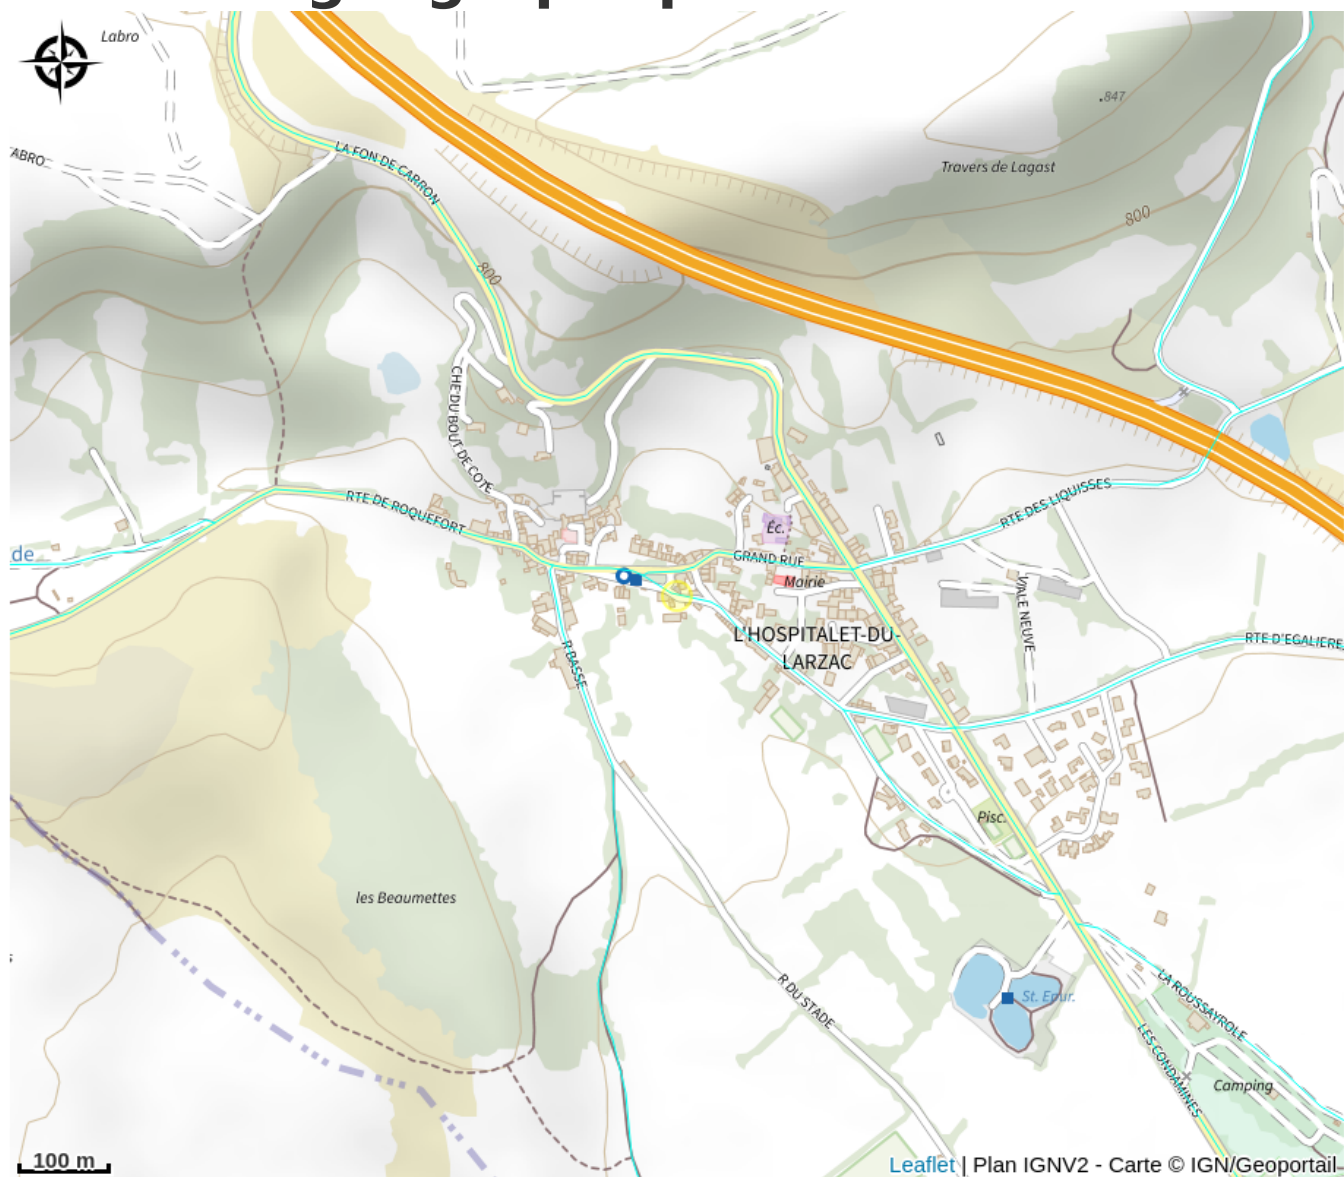 Labro
847
ABRO
LA FON DE CARRON
Travers de Lagast
800
800
CHE DU BOUT DE COTE
RTE DE ROQUEFORT
RTE DES LIQUISSES
Éc.
de
GRAND RUE
Mairie
VIALE NEUVE
L'HOSPITALET-DU-
LARZAC
RTE D'EGALIERE
R BASSE
Pisc.
les Beaumettes
R DU STADE
St. Epur.
LA ROUSSAYROLE
LES CONDAMINES
Camping
100 m
Leaflet | Plan IGNV2 - Carte © IGN/Geoportail